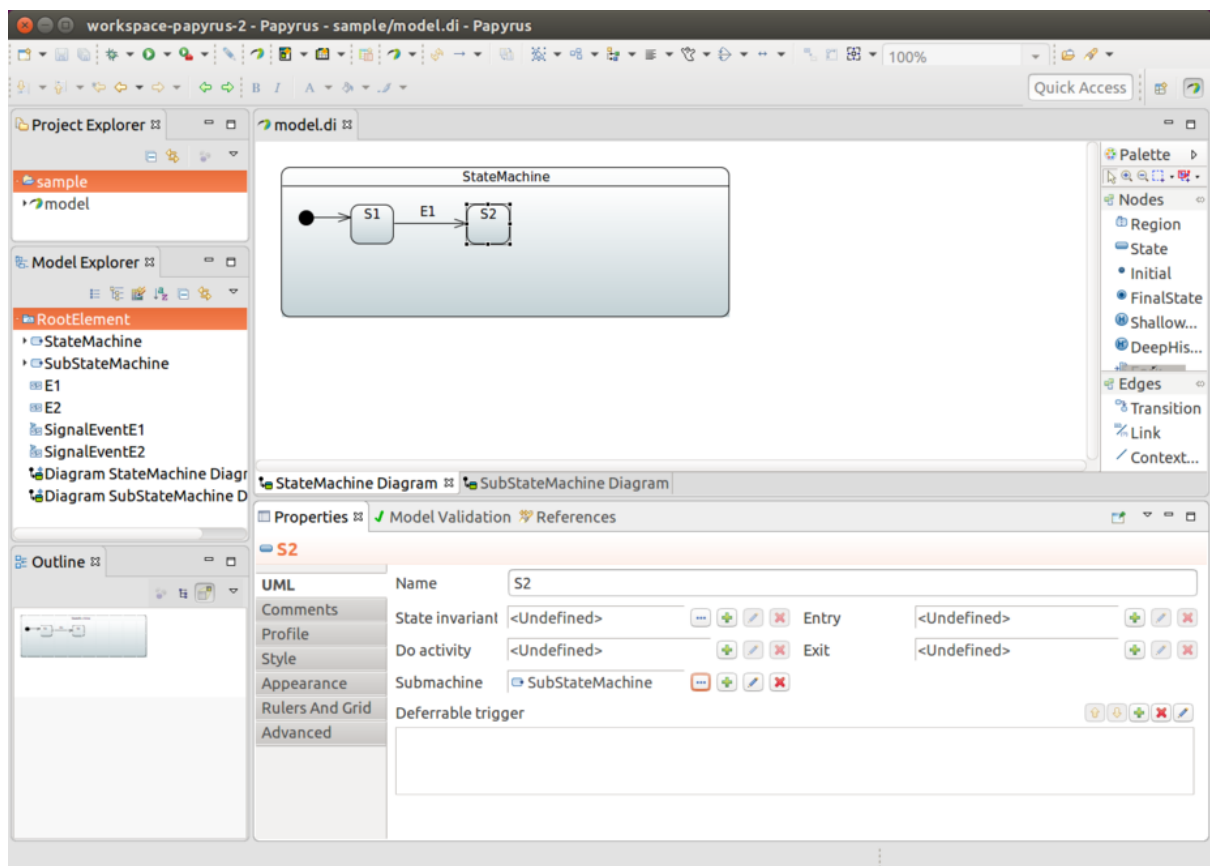 workspace-papyrus-2 - Papyrus - sample/model.di - Papyrus
100%
B I A
Quick Access
Project Explorer
sample
model
Model Explorer
RootElement
StateMachine
SubStateMachine
E1
E2
SignalEventE1
SignalEventE2
Diagram StateMachine Diagr
Diagram SubStateMachine D
Outline
model.di
StateMachine
S1 E1 S2
Palette
Nodes
Region
State
Initial
FinalState
Shallow...
DeepHis...
Edges
Transition
Link
Context...
StateMachine Diagram SubStateMachine Diagram
Properties Model Validation References
S2
UML
Comments
Profile
Style
Appearance
Rulers And Grid
Advanced
Name S2
State invariant <Undefined> Entry <Undefined>
Do activity <Undefined> Exit <Undefined>
Submachine SubStateMachine
Deferrable trigger